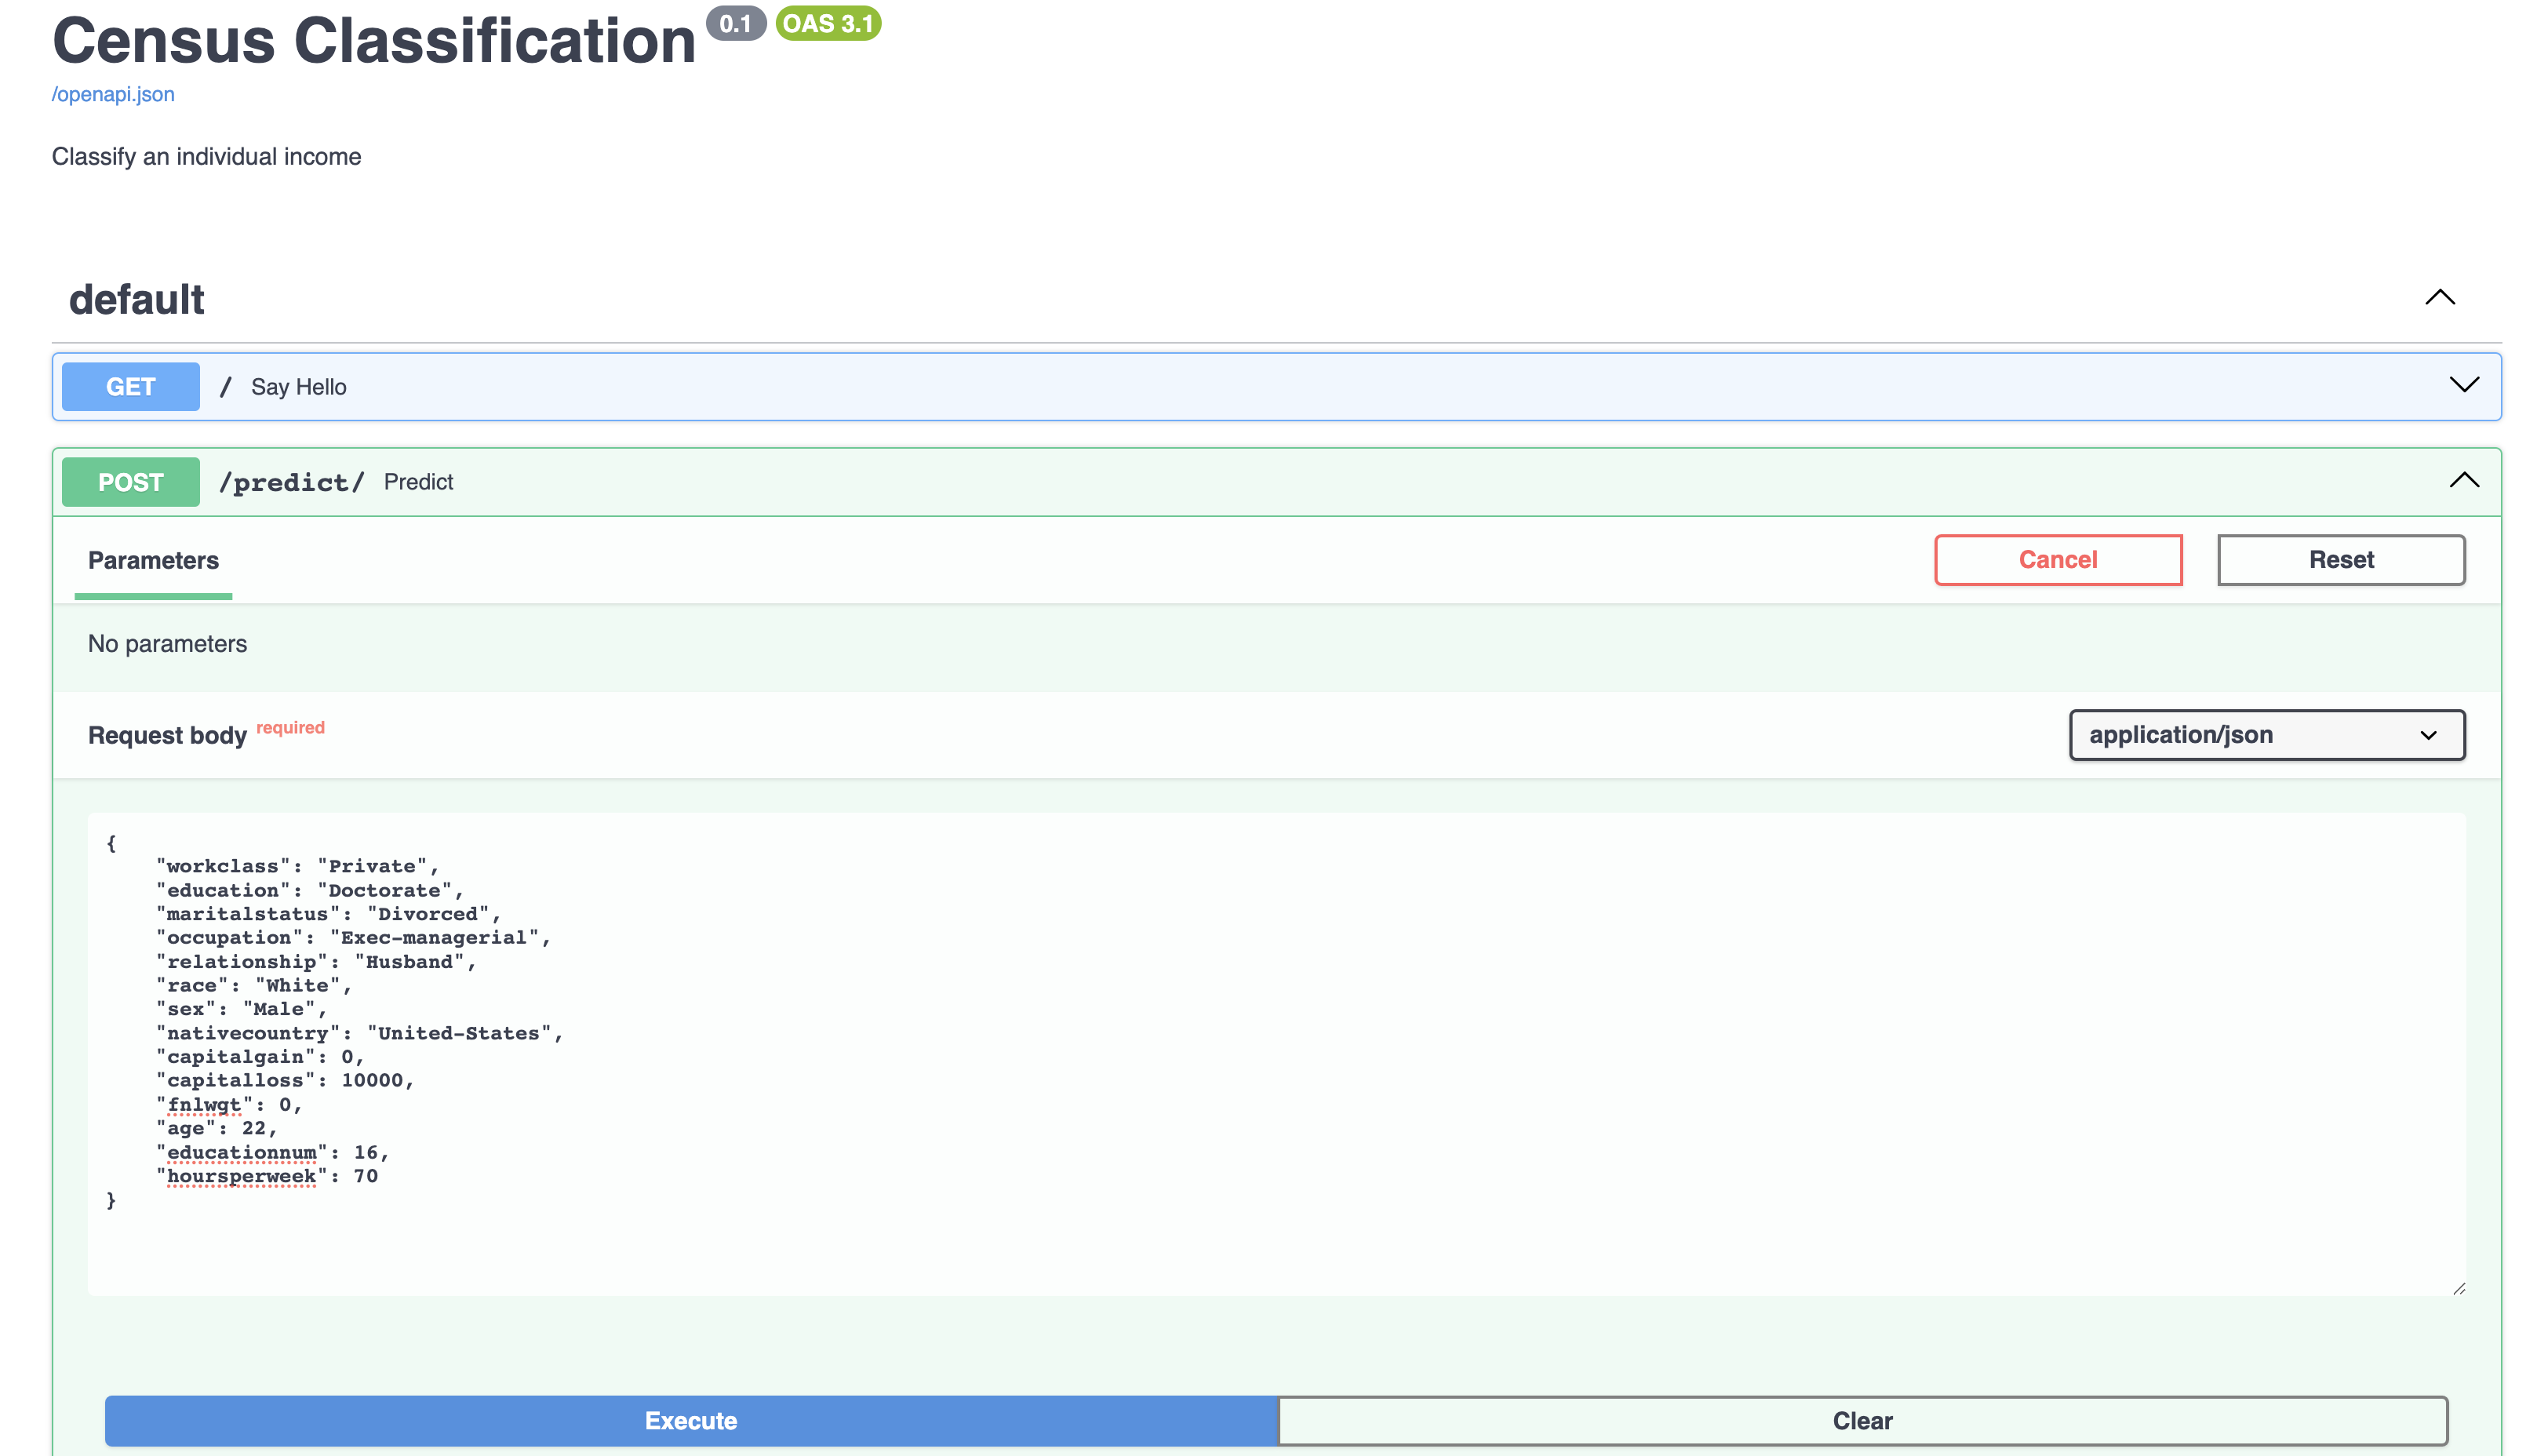 Census Classification 0.1 OAS 3.1
/openapi.json
Classify an individual income
default
GET / Say Hello
POST /predict/ Predict
Parameters Cancel Reset
No parameters
Request body required application/json
{
    "workclass": "Private",
    "education": "Doctorate",
    "maritalstatus": "Divorced",
    "occupation": "Exec-managerial",
    "relationship": "Husband",
    "race": "White",
    "sex": "Male",
    "nativecountry": "United-States",
    "capitalgain": 0,
    "capitalloss": 10000,
    "fnlwgt": 0,
    "age": 22,
    "educationnum": 16,
    "hoursperweek": 70
}
Execute Clear